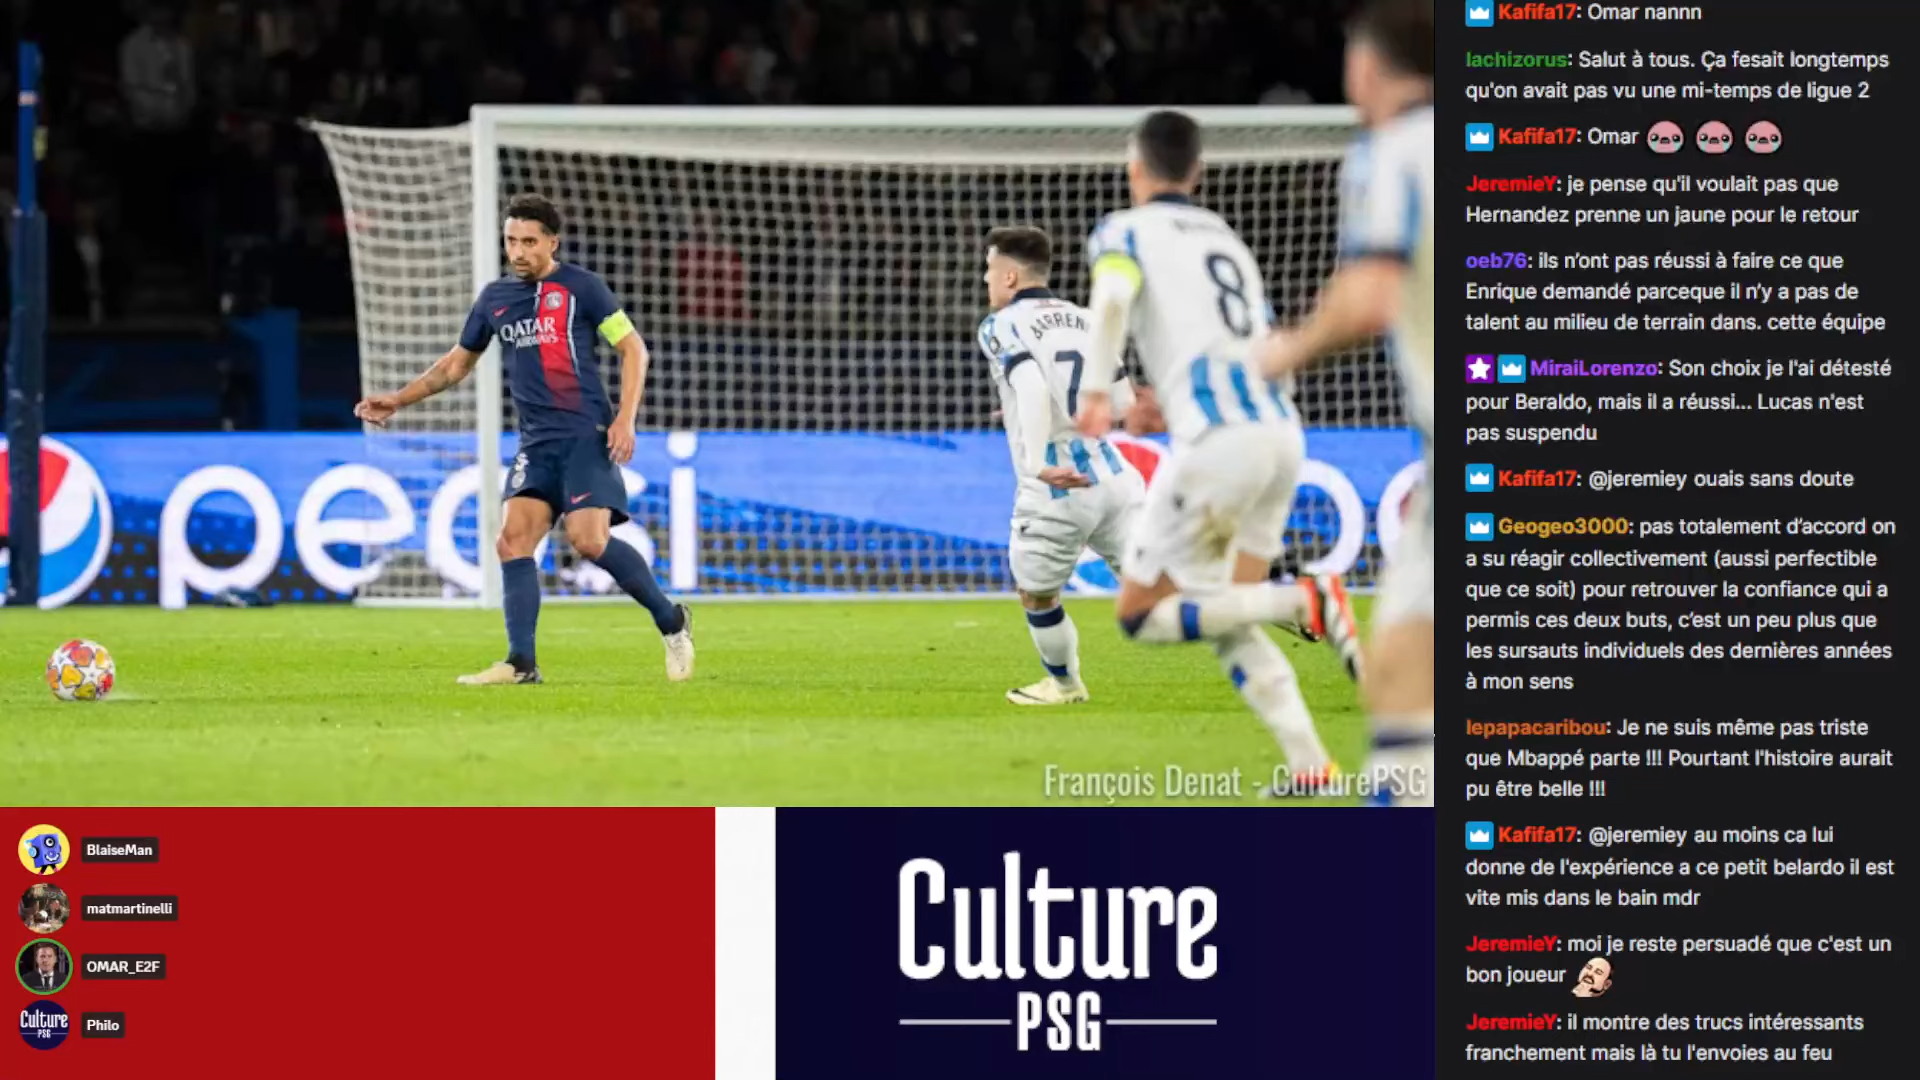 QATAR
AIRWAYS
BARREN
7
8
pepsi
François Denat - CulturePSG
BlaiseMan
matmartinelli
OMAR_E2F
Culture
PSG
Philo
Culture
PSG
Kafifa17: Omar nannn
lachizorus: Salut à tous. Ça fesait longtemps
qu'on avait pas vu une mi-temps de ligue 2
Kafifa17: Omar
JeremieY: je pense qu'il voulait pas que
Hernandez prenne un jaune pour le retour
oeb76: ils n’ont pas réussi à faire ce que
Enrique demandé parceque il n’y a pas de
talent au milieu de terrain dans. cette équipe
MiraiLorenzo: Son choix je l'ai détesté
pour Beraldo, mais il a réussi... Lucas n'est
pas suspendu
Kafifa17: @jeremiey ouais sans doute
Geogeo3000: pas totalement d’accord on
a su réagir collectivement (aussi perfectible
que ce soit) pour retrouver la confiance qui a
permis ces deux buts, c’est un peu plus que
les sursauts individuels des dernières années
à mon sens
lepapacaribou: Je ne suis même pas triste
que Mbappé parte !!! Pourtant l'histoire aurait
pu être belle !!!
Kafifa17: @jeremiey au moins ca lui
donne de l'expérience a ce petit belardo il est
vite mis dans le bain mdr
JeremieY: moi je reste persuadé que c'est un
bon joueur
JeremieY: il montre des trucs intéressants
franchement mais là tu l'envoies au feu